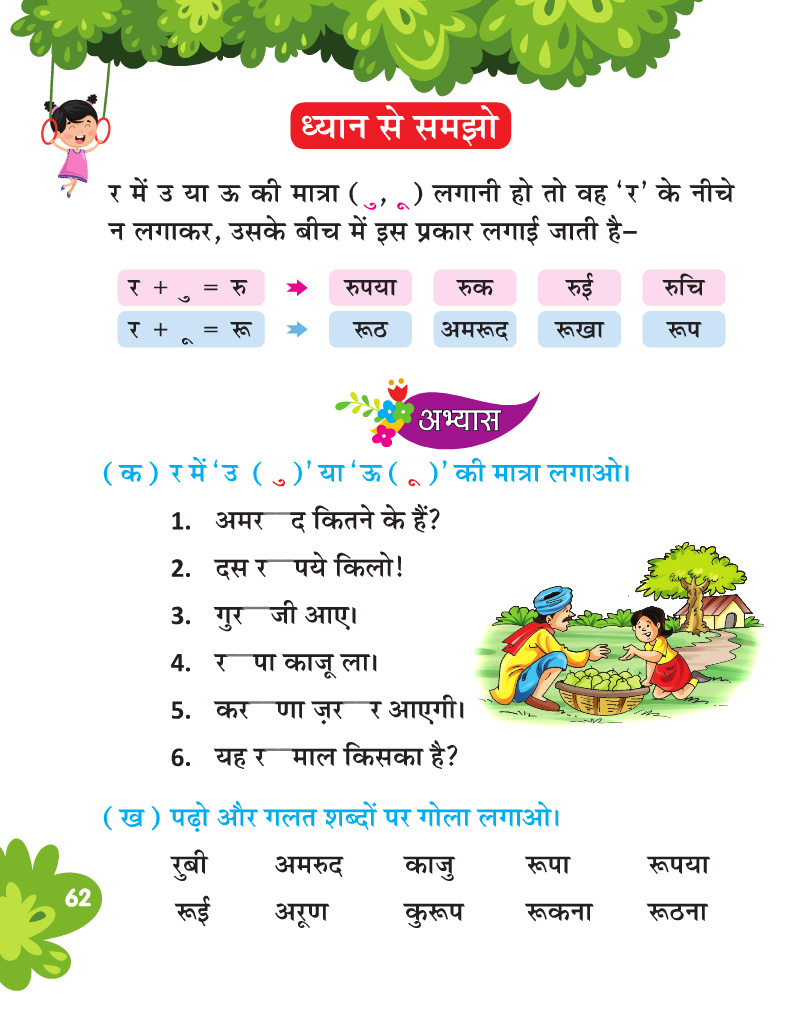 ध्यान से समझो
र में उ या ऊ की मात्रा ( ु, ू ) लगानी हो तो वह ‘र’ के नीचे
न लगाकर, उसके बीच में इस प्रकार लगाई जाती है–
र + ु = रु रुपया रुक रुई रुचि
र + ू = रू रूठ अमरूद रूखा रूप
अभ्यास
( क ) र में ‘उ ( ु )’ या ‘ऊ ( ू )’ की मात्रा लगाओ।
1. अमर__द कितने के हैं?
2. दस र__पये किलो!
3. गुर__जी आए।
4. र__पा काजू ला।
5. कर__णा ज़र__र आएगी।
6. यह र__माल किसका है?
( ख ) पढ़ो और गलत शब्दों पर गोला लगाओ।
रुबी अमरुद काजु रूपा रूपया
रूई अरूण कुरूप रूकना रूठना
62